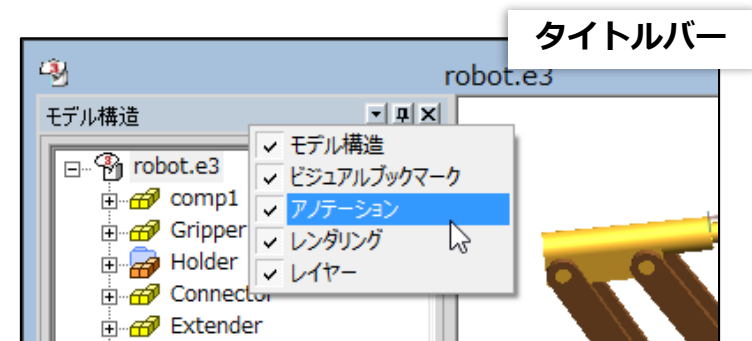 タイトルバー
robot.e3
モデル構造
モデル構造
ビジュアルブックマーク
アノテーション
レンダリング
レイヤー
robot.e3
comp1
Gripper
Holder
Connector
Extender